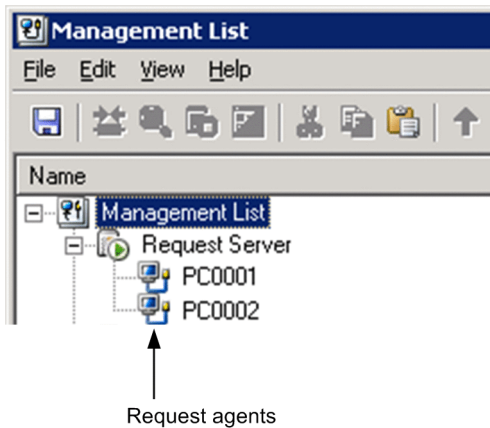 Management List
File Edit View Help
Name
Management List
Request Server
PC0001
PC0002
Request agents